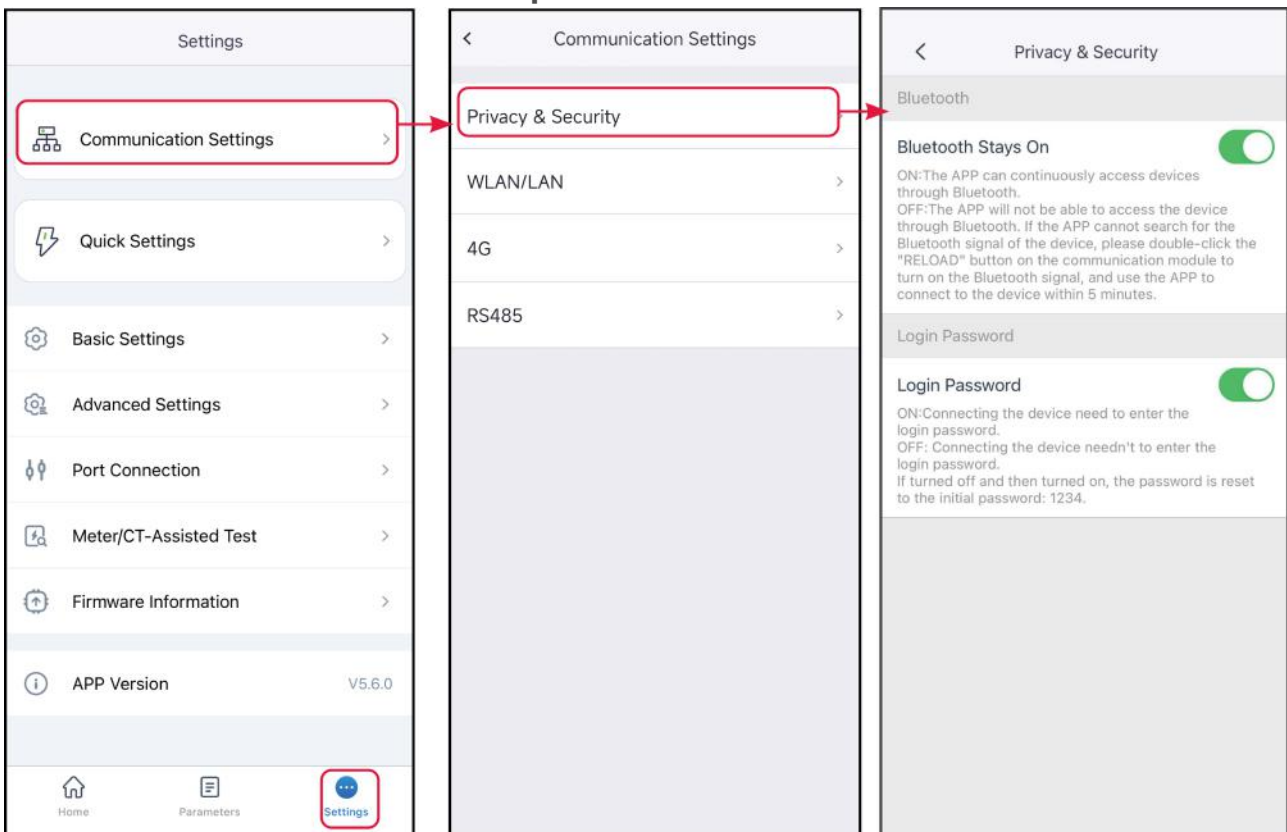 Settings
Communication Settings
Quick Settings
Basic Settings
Advanced Settings
Port Connection
Meter/CT-Assisted Test
Firmware Information
APP Version V5.6.0
Home Parameters Settings
Communication Settings
Privacy & Security
WLAN/LAN
4G
RS485
Privacy & Security
Bluetooth
Bluetooth Stays On
ON:The APP can continuously access devices
through Bluetooth.
OFF:The APP will not be able to access the device
through Bluetooth. If the APP cannot search for the
Bluetooth signal of the device, please double-click the
"RELOAD" button on the communication module to
turn on the Bluetooth signal, and use the APP to
connect to the device within 5 minutes.
Login Password
Login Password
ON:Connecting the device need to enter the
login password.
OFF: Connecting the device needn't to enter the
login password.
If turned off and then turned on, the password is reset
to the initial password: 1234.